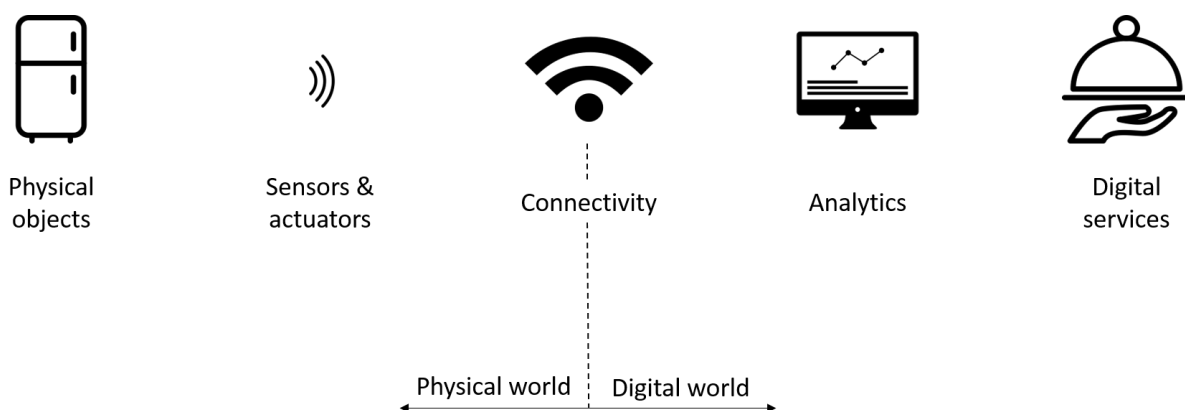 Physical
objects
Sensors &
actuators
Connectivity
Analytics
Digital
services
Physical world
Digital world